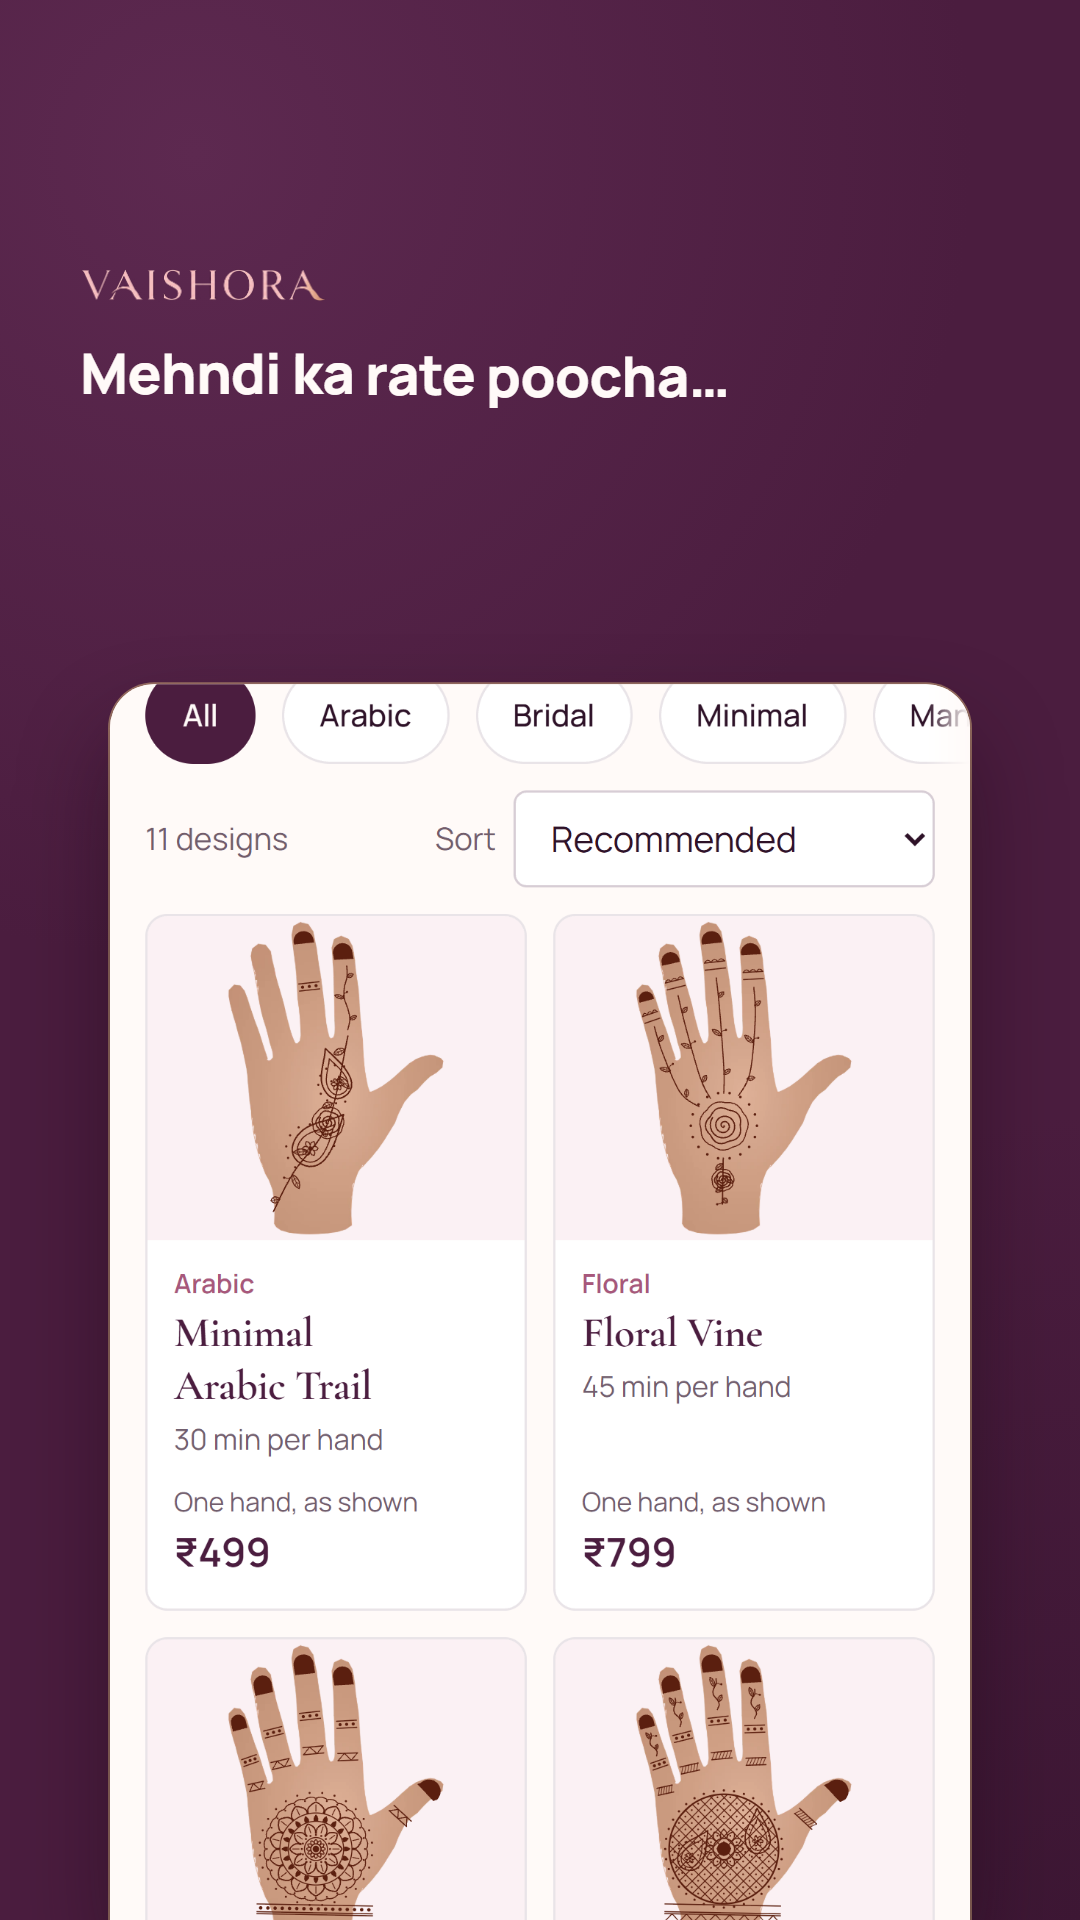 VAISHORA
Mehndi ka rate poocha...
All
Arabic
Bridal
Minimal
11 designs
Sort
Recommended
Arabic
Minimal
Arabic Trail
30 min per hand
One hand, as shown
₹499
Floral
Floral Vine
45 min per hand
One hand, as shown
₹799